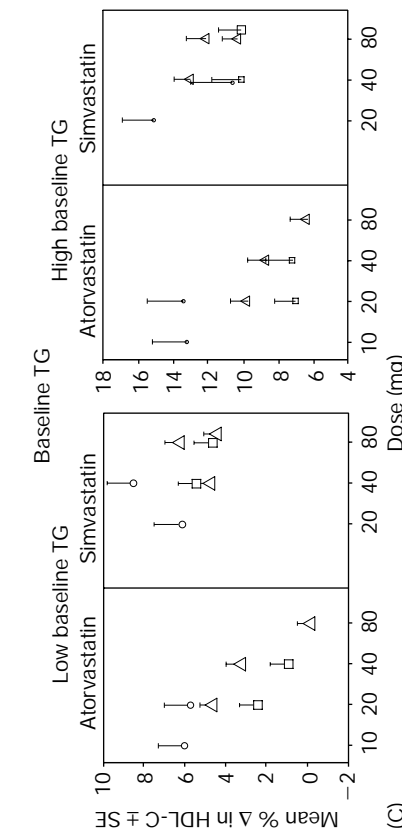 Baseline TG
Low baseline TG
High baseline TG
Atorvastatin
Simvastatin
Atorvastatin
Simvastatin
Mean % Δ in HDL-C ± SE
10
8
6
4
2
0
−2
18
16
14
12
10
8
6
4
10
20
40
80
20
40
80
10
20
40
80
20
40
80
Dose (mg)
(C)